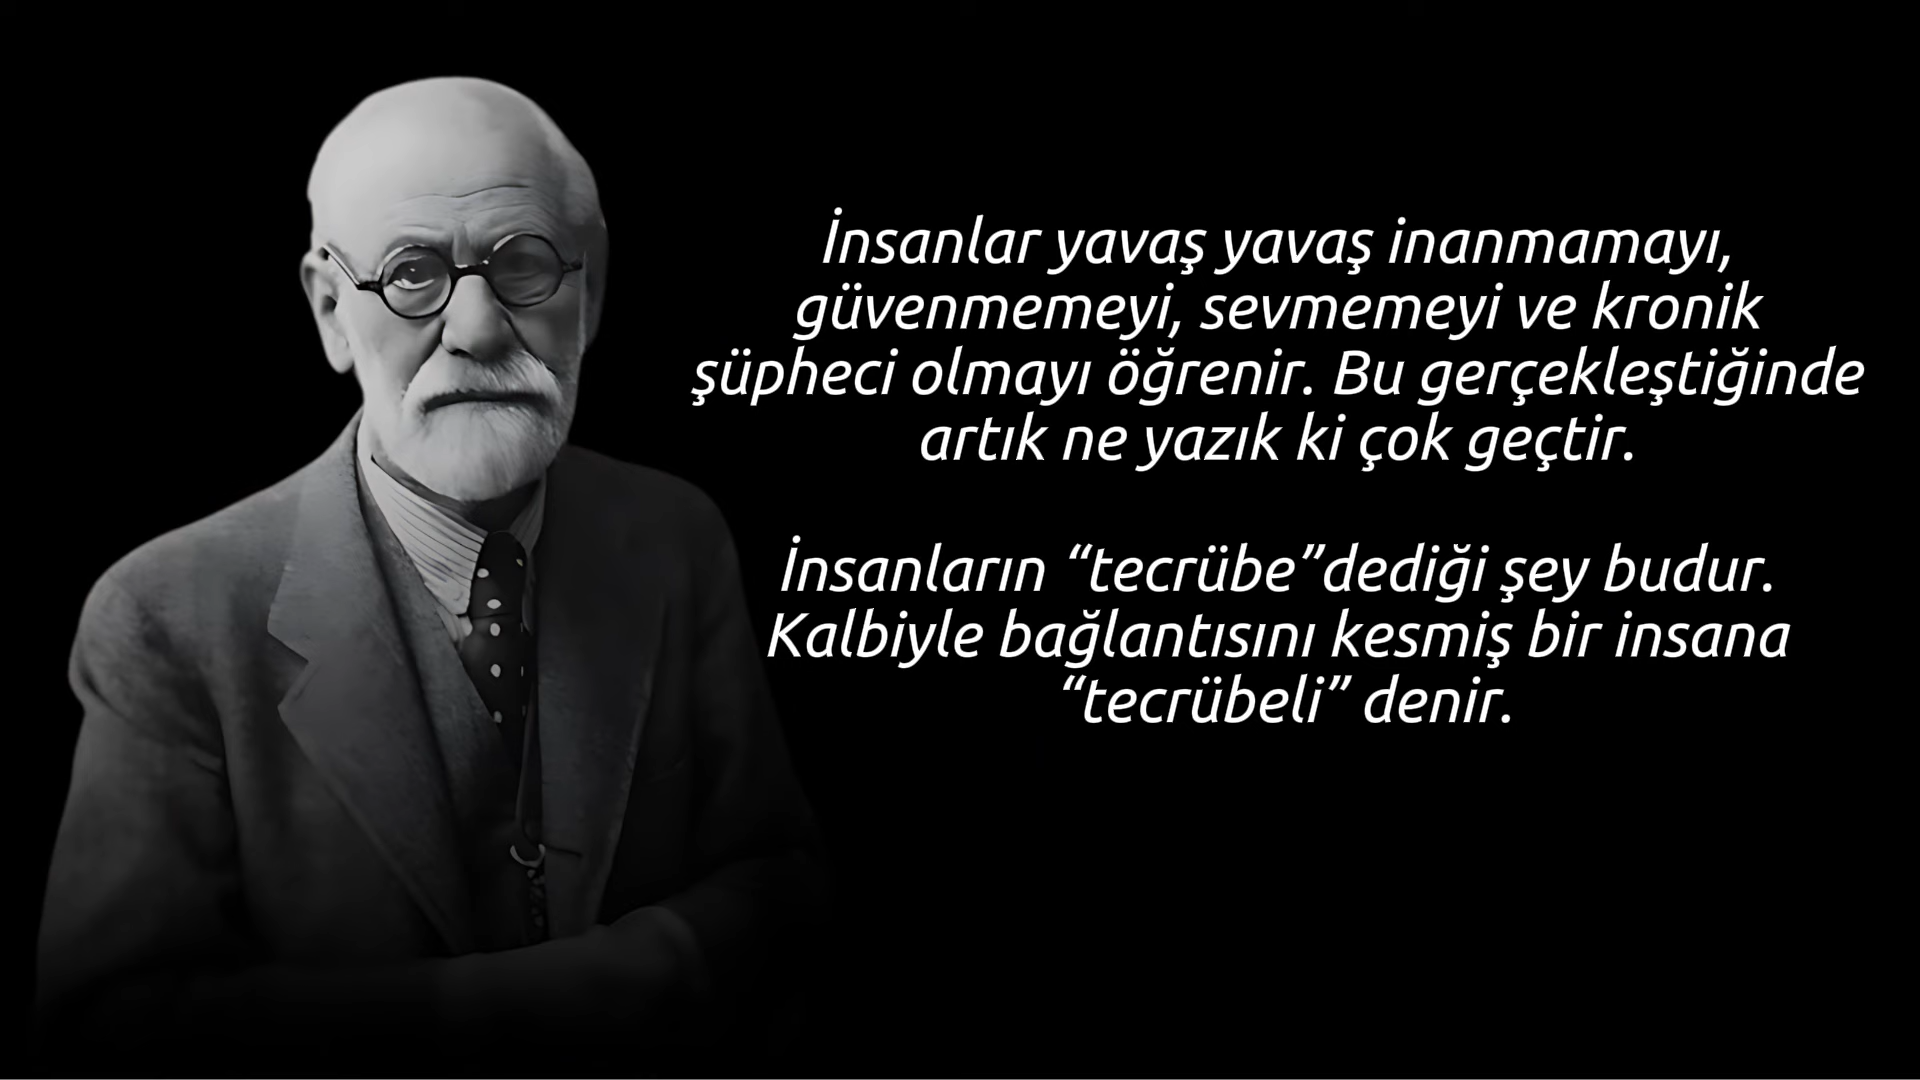 İnsanlar yavaş yavaş inanmamayı,
güvenmemeyi, sevmemeyi ve kronik
şüpheci olmayı öğrenir. Bu gerçekleştiğinde
artık ne yazık ki çok geçtir.
İnsanların “tecrübe”dediği şey budur.
Kalbiyle bağlantısını kesmiş bir insana
“tecrübeli” denir.